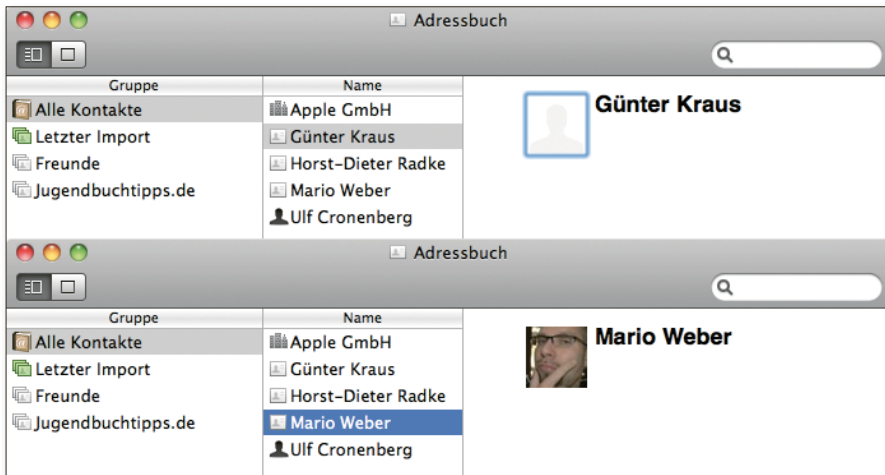 Adressbuch
Gruppe
Name
Alle Kontakte
Letzter Import
Freunde
Jugendbuchtipps.de
Apple GmbH
Günter Kraus
Horst-Dieter Radke
Mario Weber
Ulf Cronenberg
Günter Kraus
Adressbuch
Gruppe
Name
Alle Kontakte
Letzter Import
Freunde
Jugendbuchtipps.de
Apple GmbH
Günter Kraus
Horst-Dieter Radke
Mario Weber
Ulf Cronenberg
Mario Weber